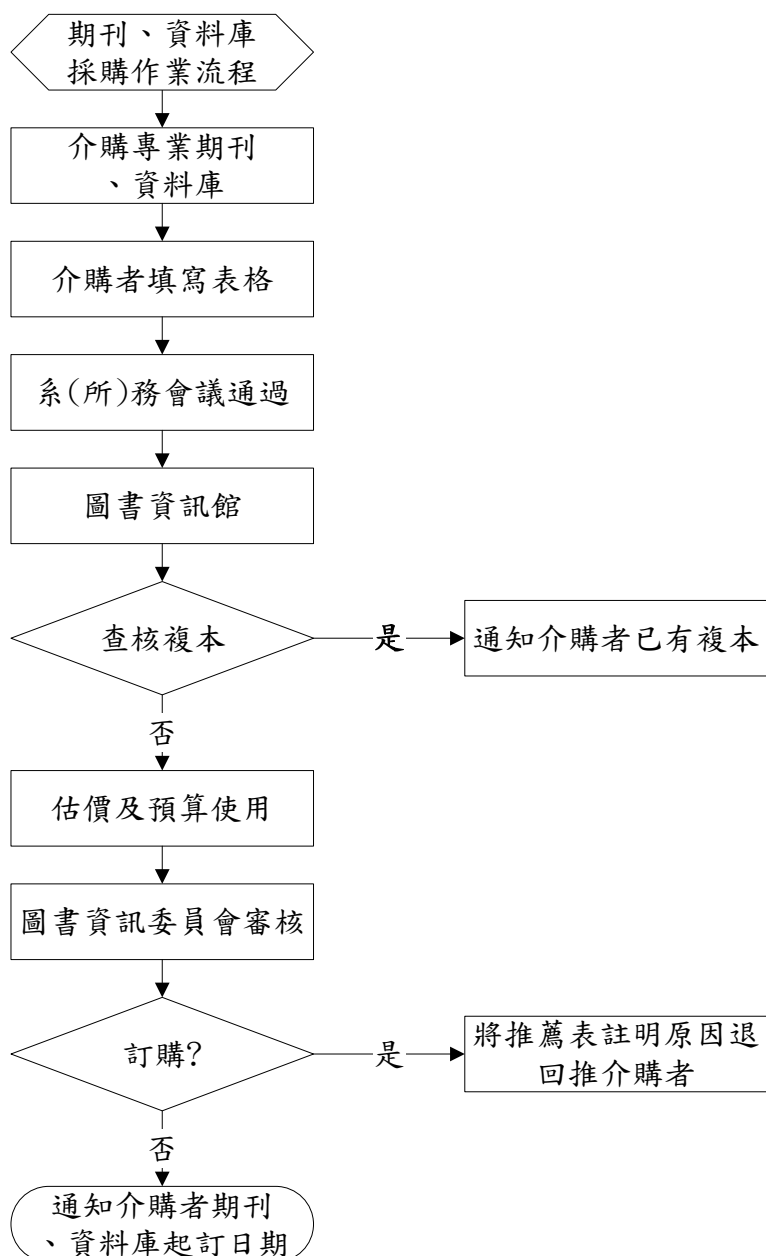 期刊、資料庫
採購作業流程
介購專業期刊
、資料庫
介購者填寫表格
系(所)務會議通過
圖書資訊館
查核複本
是
通知介購者已有複本
否
估價及預算使用
圖書資訊委員會審核
訂購?
是
將推薦表註明原因退
回推介購者
否
通知介購者期刊
、資料庫起訂日期